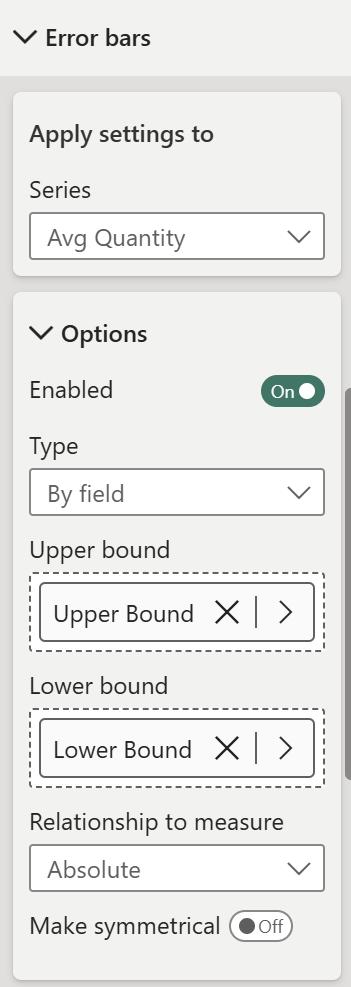 Error bars
Apply settings to
Series
Avg Quantity
Options
Enabled
On
Type
By field
Upper bound
Upper Bound
Lower bound
Lower Bound
Relationship to measure
Absolute
Make symmetrical
Off